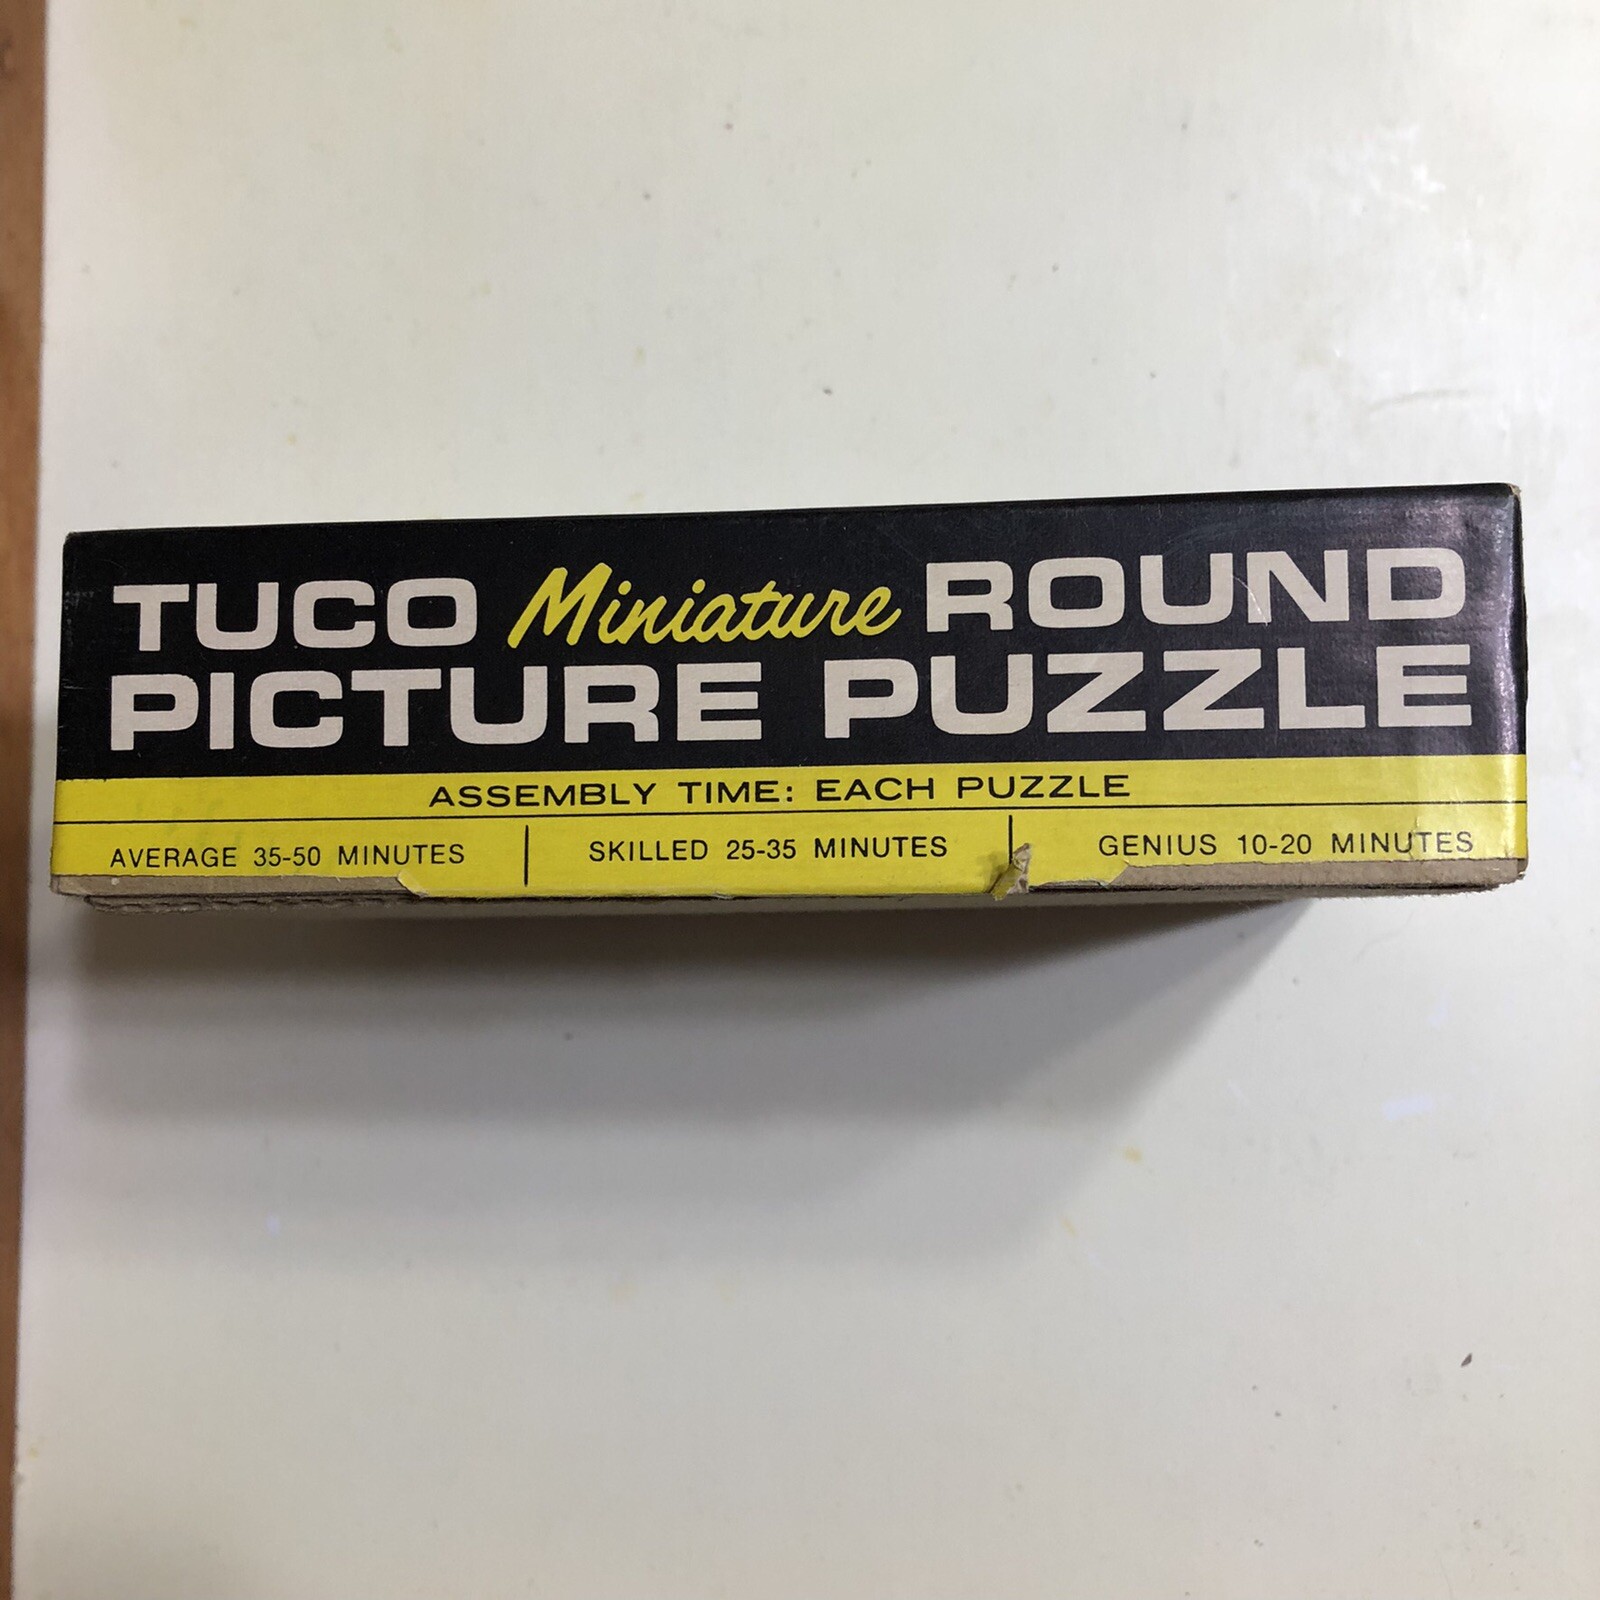 TUCO Miniature ROUND
PICTURE PUZZLE
ASSEMBLY TIME: EACH PUZZLE
AVERAGE 35-50 MINUTES
SKILLED 25-35 MINUTES
GENIUS 10-20 MINUTES